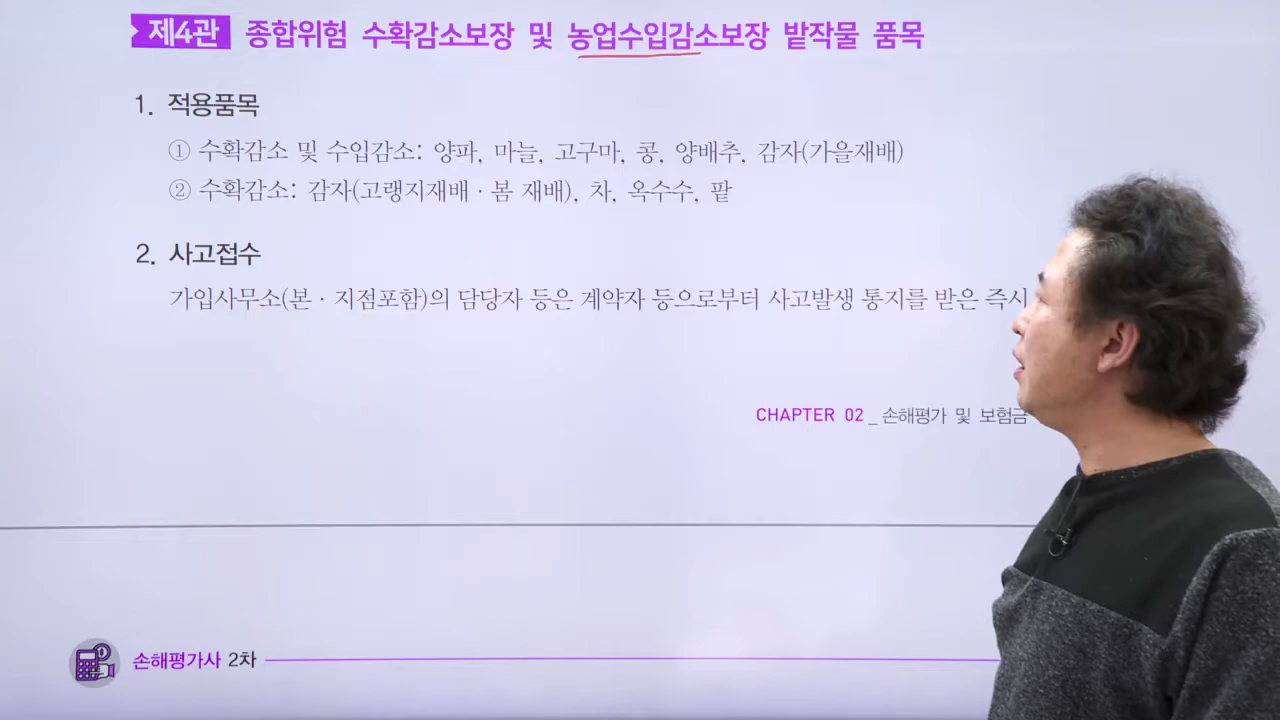 제4관 종합위험 수확감소보장 및 농업수입감소보장 밭작물 품목
1. 적용품목
① 수확감소 및 수입감소: 양파, 마늘, 고구마, 콩, 양배추, 감자(가을재배)
② 수확감소: 감자(고랭지재배 · 봄 재배), 차, 옥수수, 팥
2. 사고접수
가입사무소(본 · 지점포함)의 담당자 등은 계약자 등으로부터 사고발생 통지를 받은 즉시
CHAPTER 02 _ 손해평가 및 보험금
손해평가사 2차